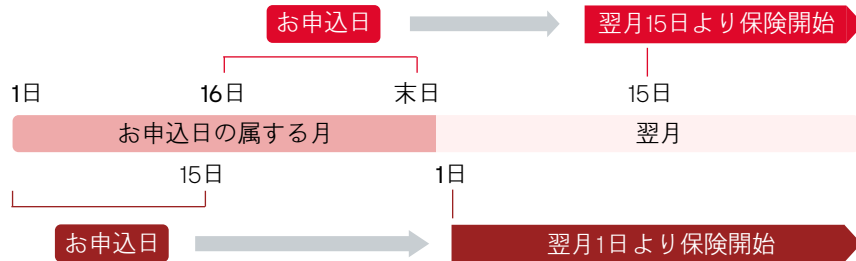 お申込日 翌月15日より保険開始
1日 16日 末日 15日
お申込日の属する月 翌月
15日 1日
お申込日 翌月1日より保険開始